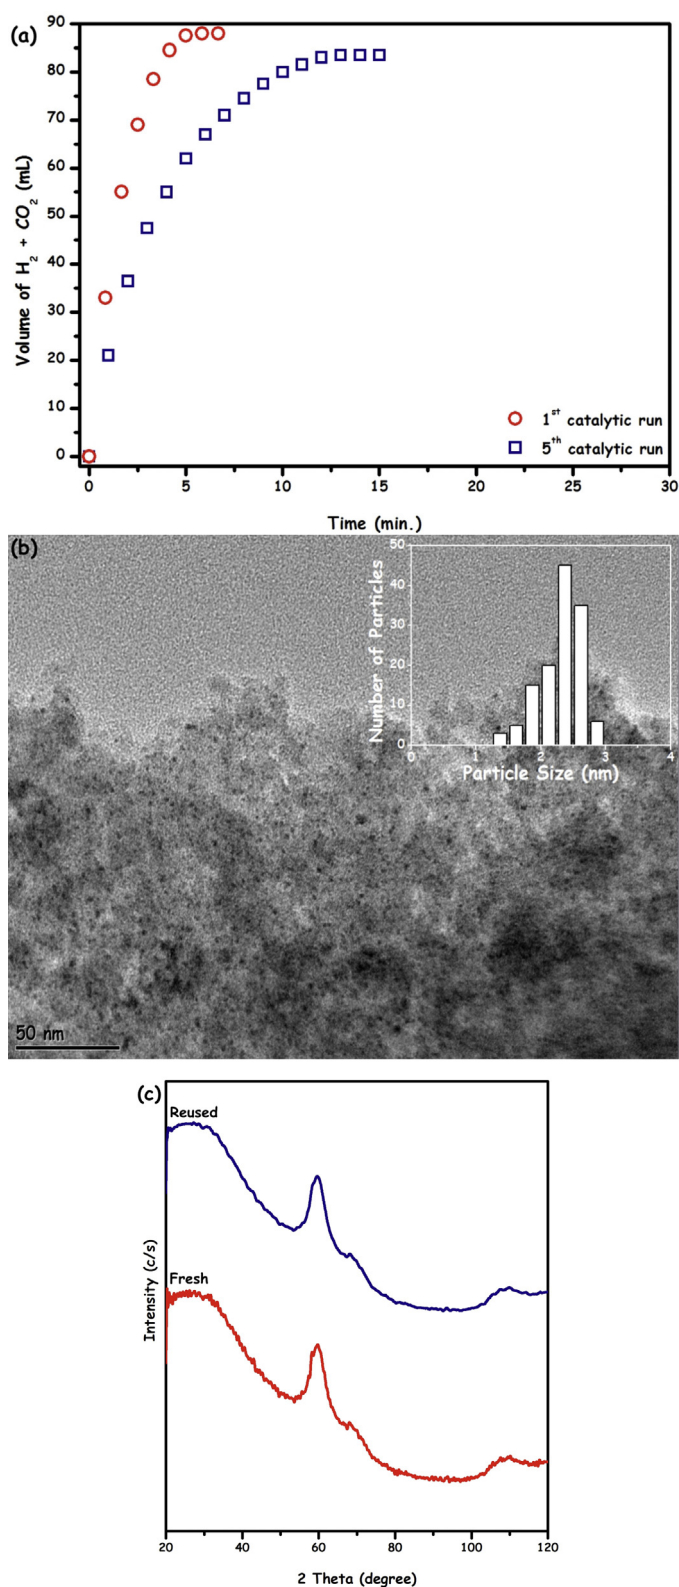 (a)
90
80
70
60
50
40
30
20
10
0
Volume of H₂ + CO₂ (mL)
1ˢᵗ catalytic run
5ᵗʰ catalytic run
0 5 10 15 20 25 30
Time (min.)
(b)
50
40
30
20
10
0
Number of Particles
0 1 2 3 4
Particle Size (nm)
50 nm
(c)
Reused
Fresh
Intensity (c/s)
20 40 60 80 100 120
2 Theta (degree)